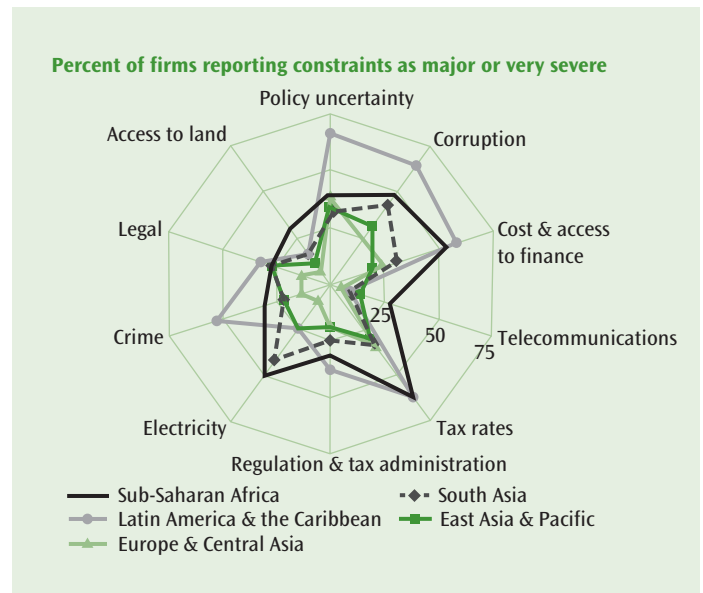 Percent of firms reporting constraints as major or very severe
Policy uncertainty
Access to land
Corruption
Legal
Cost & access
to finance
25
50
75
Crime
Telecommunications
Electricity
Tax rates
Regulation & tax administration
Sub-Saharan Africa
South Asia
Latin America & the Caribbean
East Asia & Pacific
Europe & Central Asia